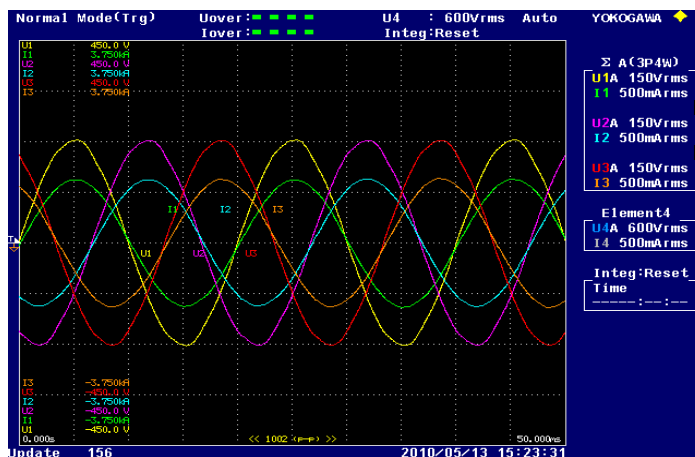 Normal Mode(Trg) Uover: Iover: U4 : 600Vrms Auto Integ:Reset YOKOGAWA
U1 450.0 V
I1 3.750kA
U2 450.0 V
I2 3.750kA
U3 450.0 V
I3 3.750kA
I1 I2 I3
U1 U2 U3
T
I3 -3.750kA
U3 -450.0 V
I2 -3.750kA
U2 -450.0 V
I1 -3.750kA
U1 -450.0 V
0.000s << 1002 (p-p) >> 50.000ms
Update 156 2010/05/13 15:23:31
Σ A(3P4W)
U1A 150Vrms
I1 500mArms
U2A 150Vrms
I2 500mArms
U3A 150Vrms
I3 500mArms
Element4
U4A 600Vrms
I4 500mArms
Integ:Reset
Time
-----:--:--